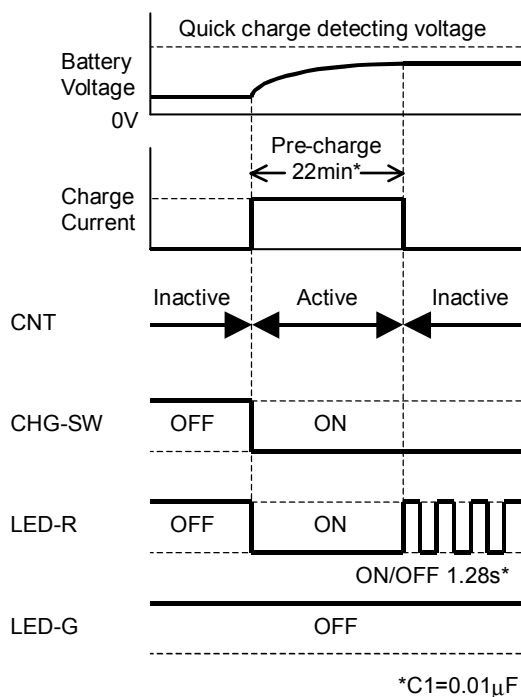 Quick charge detecting voltage
Battery
Voltage
0V
Pre-charge
22min*
Charge
Current
Inactive Active Inactive
CNT
CHG-SW OFF ON
LED-R OFF ON
ON/OFF 1.28s*
LED-G OFF
*C1=0.01μF